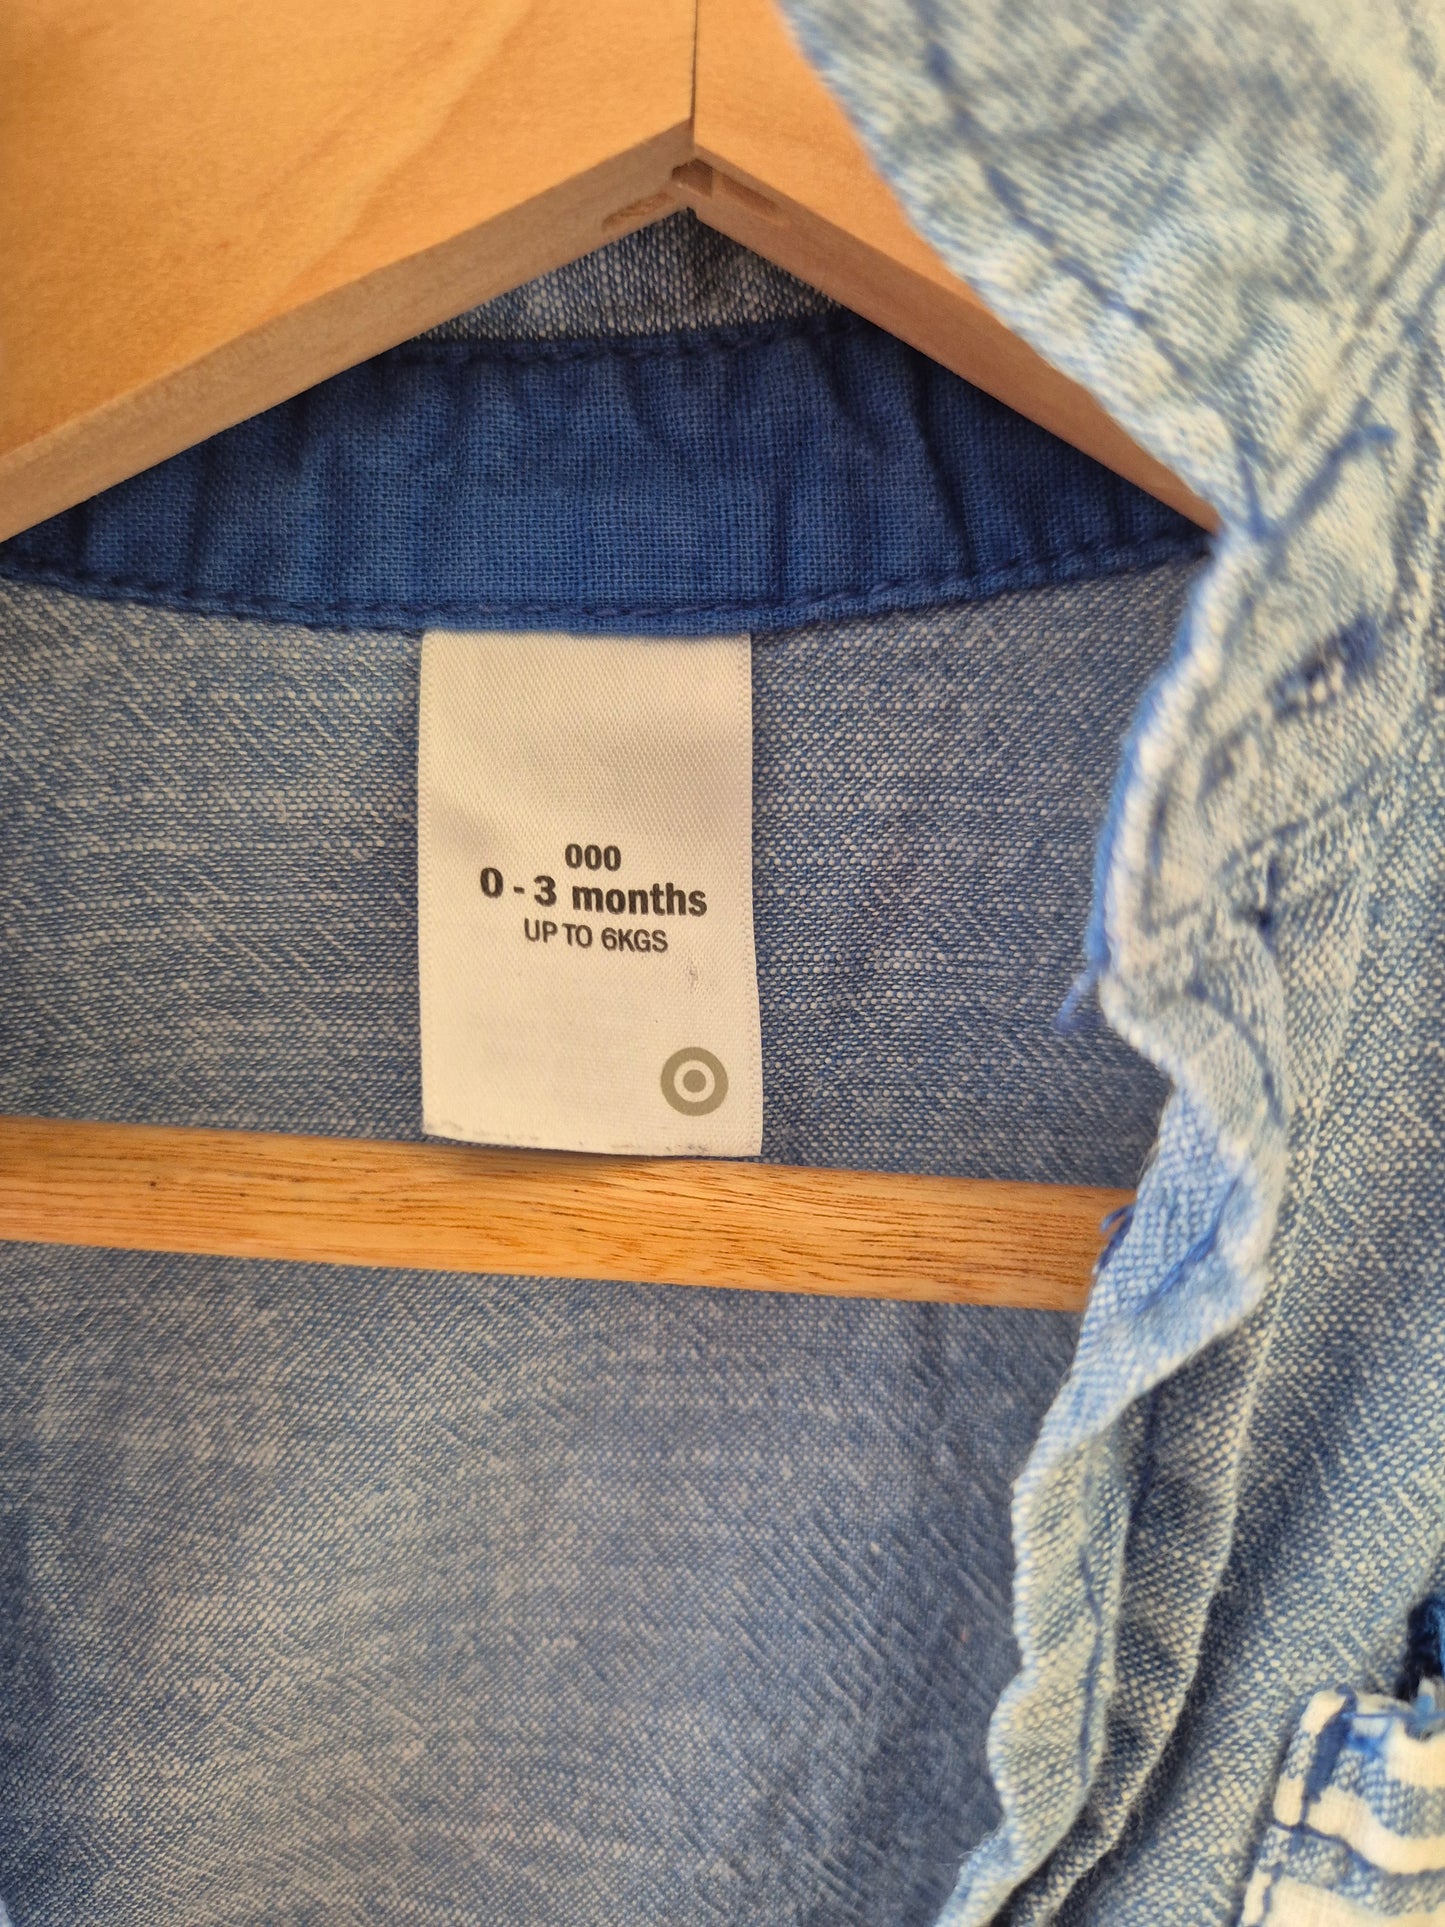 000
0 - 3 months
UP TO 6KGS